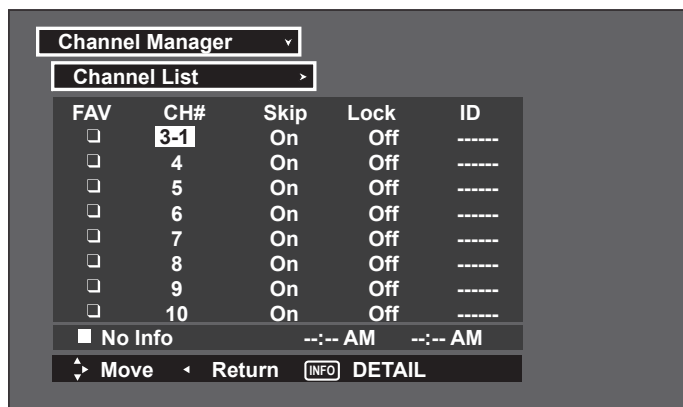 Channel Manager
Channel List
FAV CH# Skip Lock ID
3-1 On Off ------
4 On Off ------
5 On Off ------
6 On Off ------
7 On Off ------
8 On Off ------
9 On Off ------
10 On Off ------
No Info --:-- AM --:-- AM
Move Return INFO DETAIL